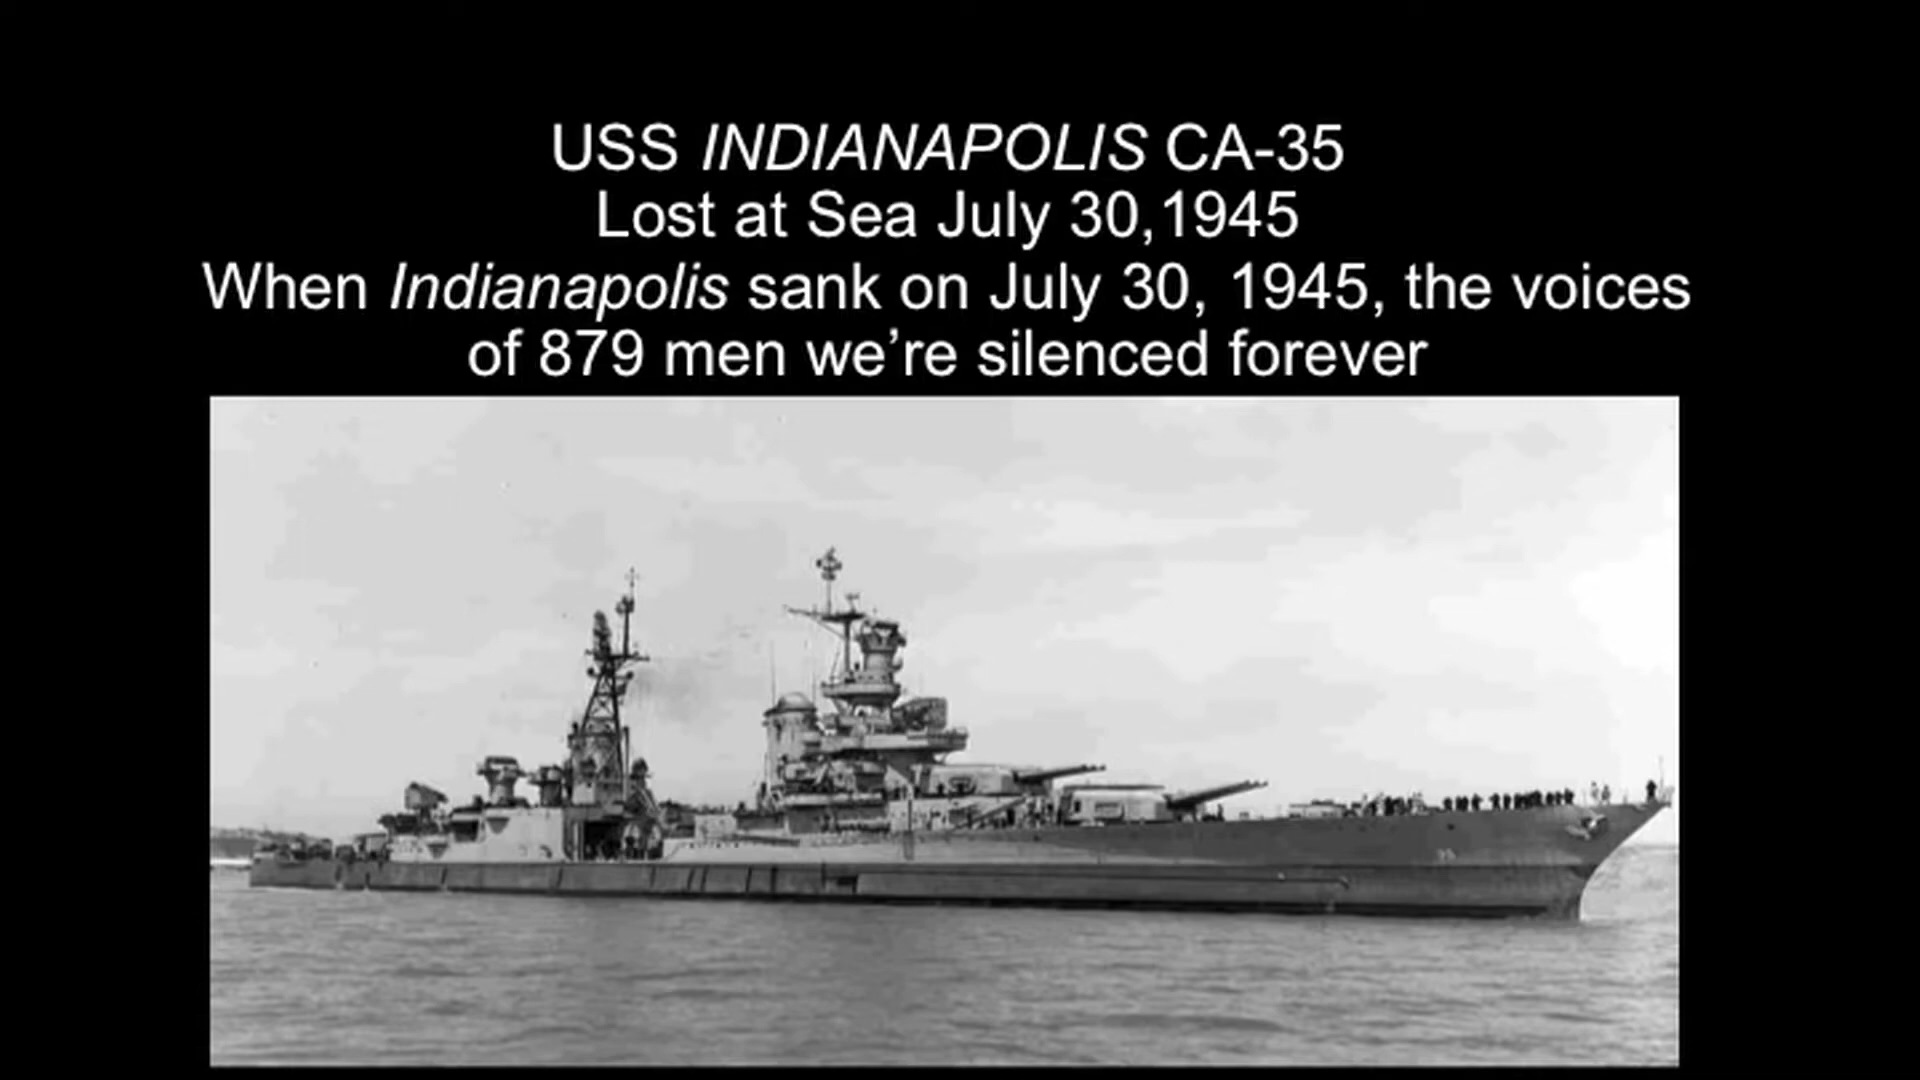 USS INDIANAPOLIS CA-35
Lost at Sea July 30,1945
When Indianapolis sank on July 30, 1945, the voices
of 879 men we’re silenced forever